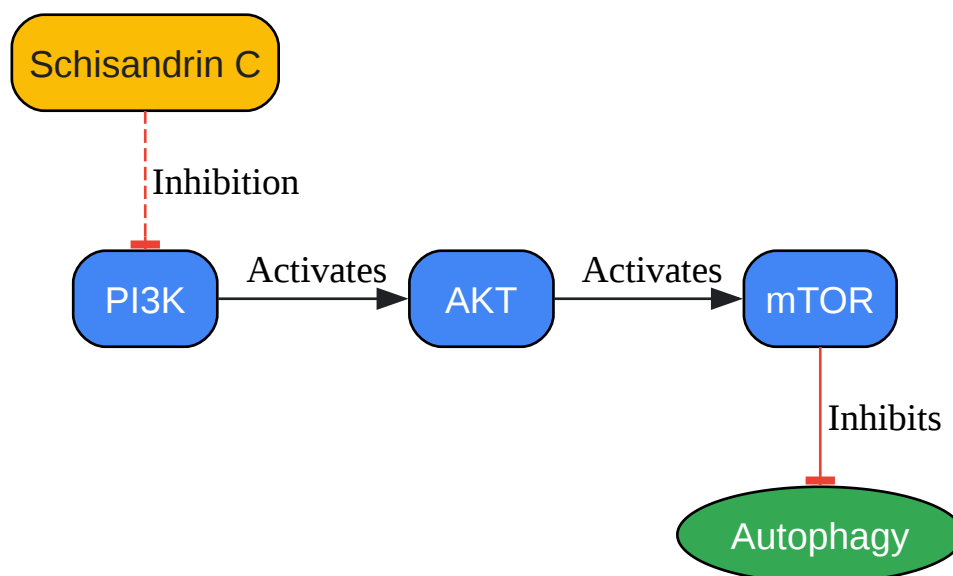 Schisandrin C
Inhibition
Activates
Activates
PI3K
AKT
mTOR
Inhibits
Autophagy